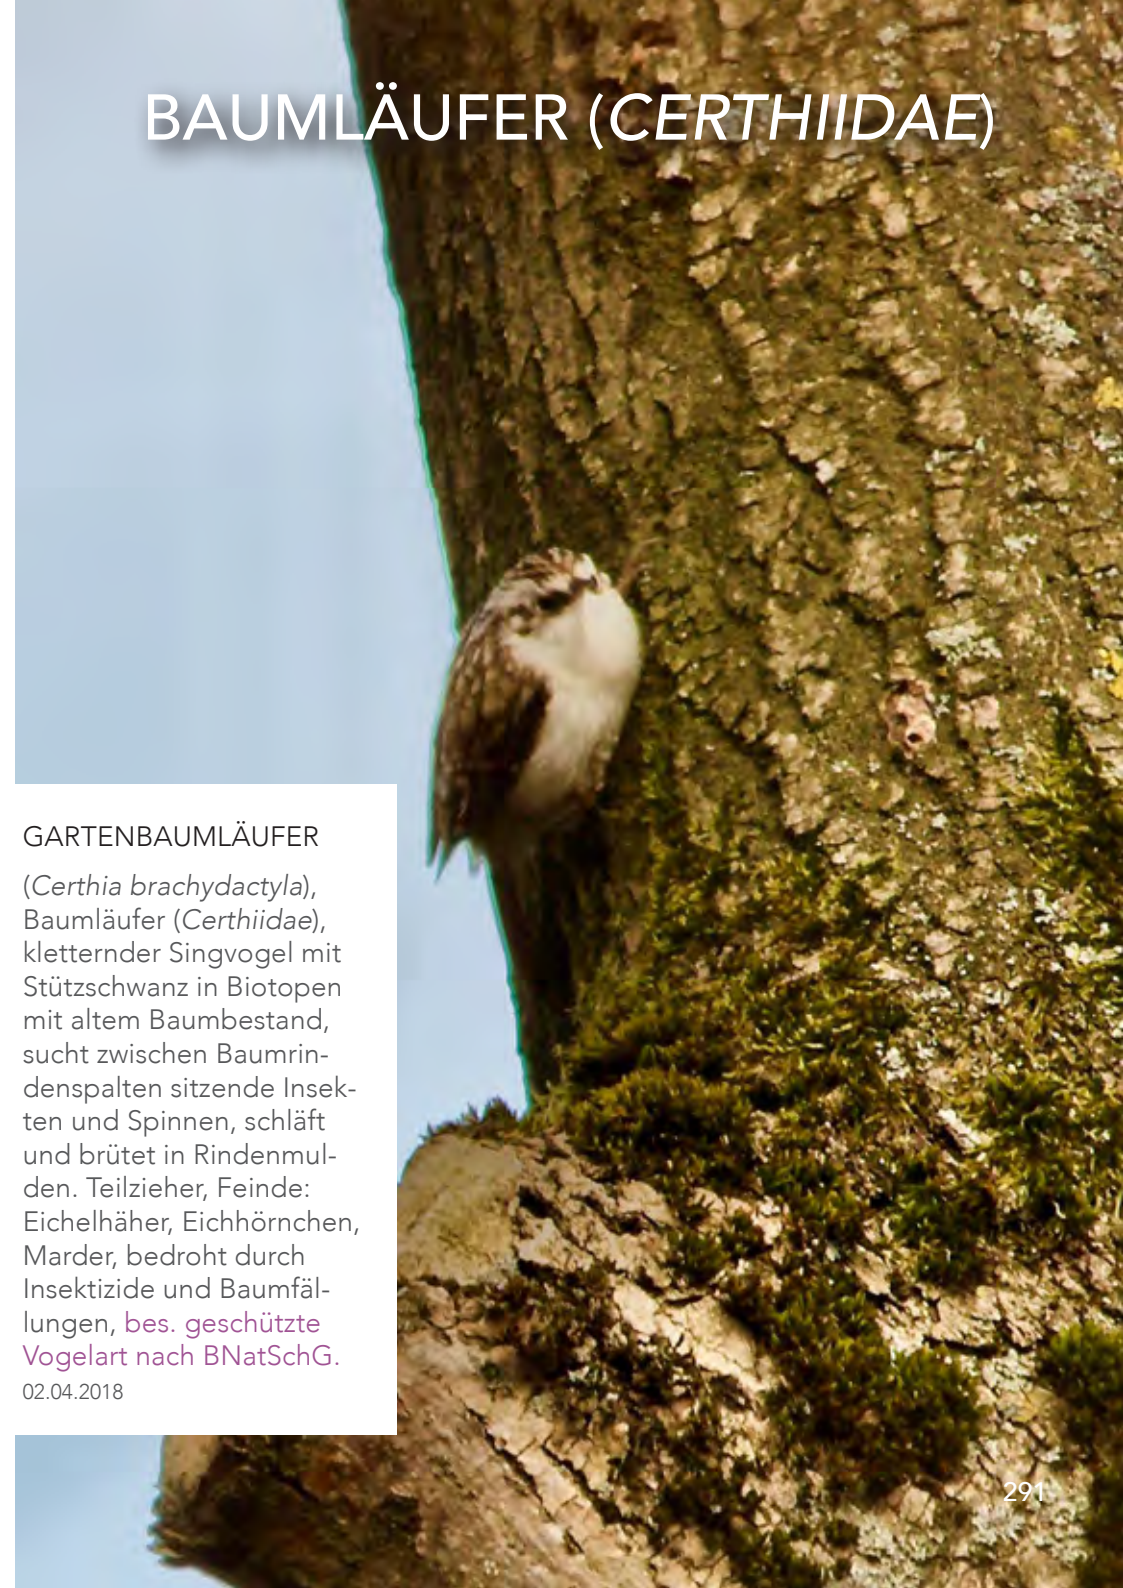 BAUMLÄUFER (CERTHIIDAE)
GARTENBAUMLÄUFER
(Certhia brachydactyla),
Baumläufer (Certhiidae),
kletternder Singvogel mit
Stützschwanz in Biotopen
mit altem Baumbestand,
sucht zwischen Baumrin-
denspalten sitzende Insek-
ten und Spinnen, schläft
und brütet in Rindenmul-
den. Teilzieher, Feinde:
Eichelhäher, Eichhörnchen,
Marder, bedroht durch
Insektizide und Baumfäl-
lungen, bes. geschützte
Vogelart nach BNatSchG.
02.04.2018
291